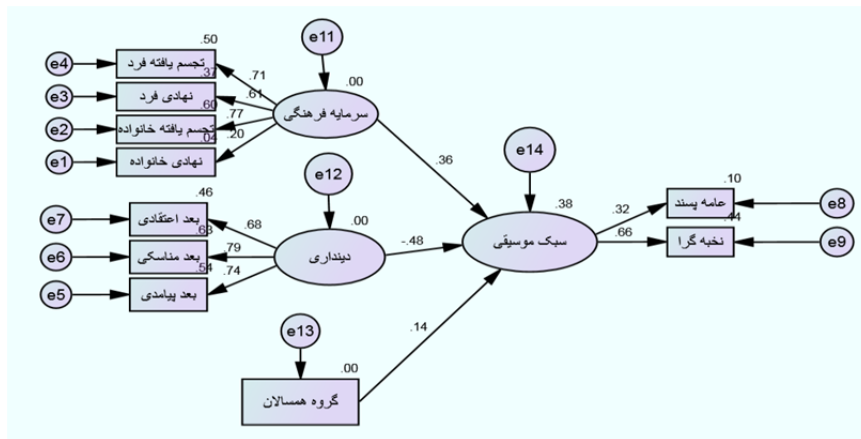 e11
.50
e4
تجسم یافته فرد
.71
.00
.37
e3
نهادی فرد
.61
سرمایه فرهنگی
.60
e2
تجسم یافته خانواده
.77
.04
.20
e1
نهادی خانواده
.36
e14
e12
.46
.38
.10
e7
بعد اعتقادی
.68
.00
.32
عامه پسند
e8
.63
e6
بعد مناسکی
.79
دینداری
-.48
سبک موسیقی
.44
.66
نخبه گرا
e9
.54
e5
بعد پیامدی
.74
e13
.14
.00
گروه همسالان